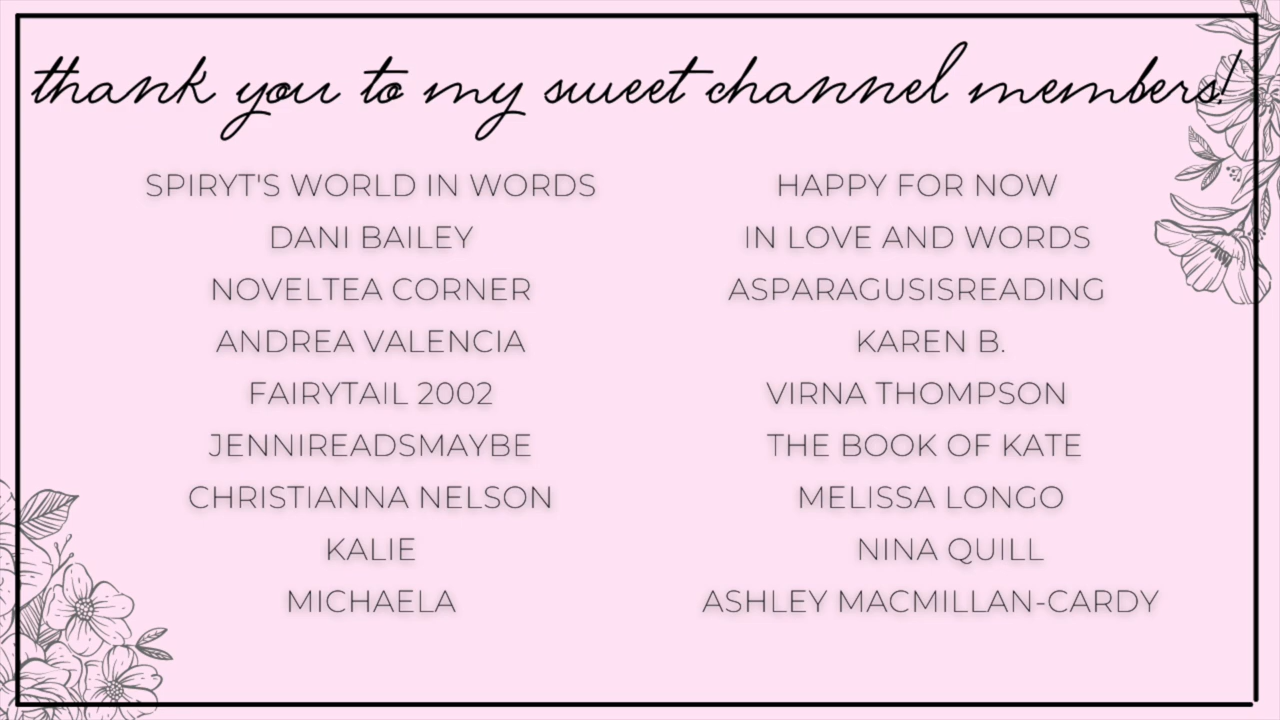 thank you to my sweet channel members!
SPIRYT'S WORLD IN WORDS
DANI BAILEY
NOVELTEA CORNER
ANDREA VALENCIA
FAIRYTAIL 2002
JENNIREADSMAYBE
CHRISTIANNA NELSON
KALIE
MICHAELA
HAPPY FOR NOW
IN LOVE AND WORDS
ASPARAGUSISREADING
KAREN B.
VIRNA THOMPSON
THE BOOK OF KATE
MELISSA LONGO
NINA QUILL
ASHLEY MACMILLAN-CARDY